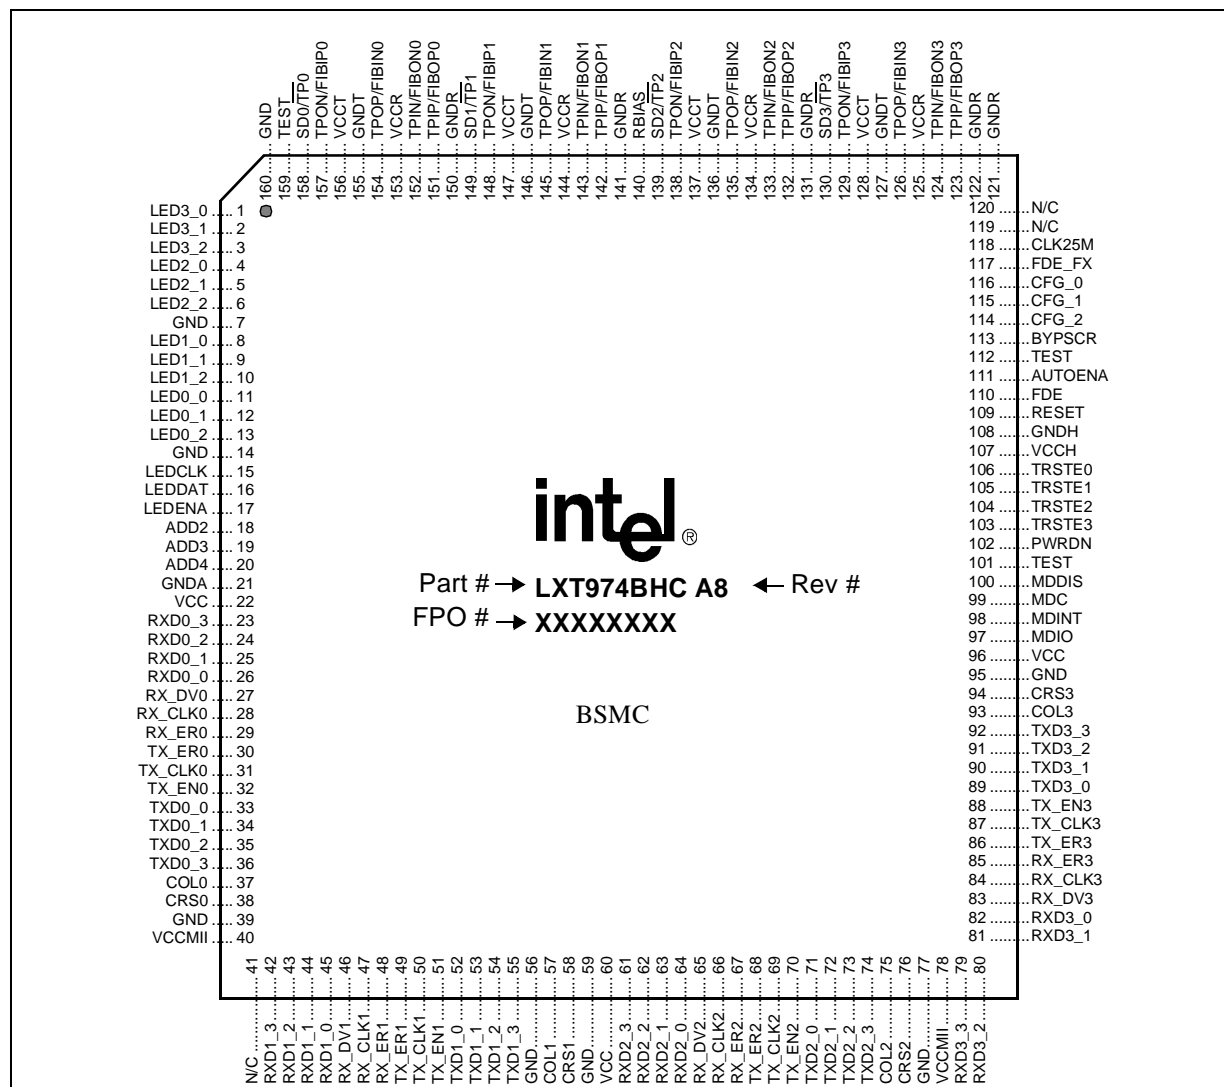 160......GND
159......TEST
158......SD0/TP0
157......TPON/FIBIP0
156......VCCT
155......GNDT
154......TPOP/FIBIN0
153......VCCR
152......TPIN/FIBON0
151......TPIP/FIBOP0
150......GNDR
149......SD1/TP1
148......TPON/FIBIP1
147......VCCT
146......GNDT
145......TPOP/FIBIN1
144......VCCR
143......TPIN/FIBON1
142......TPIP/FIBOP1
141......GNDR
140......RBIAS
139......SD2/TP2
138......TPON/FIBIP2
137......VCCT
136......GNDT
135......TPOP/FIBIN2
134......VCCR
133......TPIN/FIBON2
132......TPIP/FIBOP2
131......GNDR
130......SD3/TP3
129......TPON/FIBIP3
128......VCCT
127......GNDT
126......TPOP/FIBIN3
125......VCCR
124......TPIN/FIBON3
123......TPIP/FIBOP3
122......GNDR
121......GNDR
LED3_0 ..... 1
LED3_1 ..... 2
LED3_2 ..... 3
LED2_0 ..... 4
LED2_1 ..... 5
LED2_2 ..... 6
GND ..... 7
LED1_0 ..... 8
LED1_1 ..... 9
LED1_2 ..... 10
LED0_0 ..... 11
LED0_1 ..... 12
LED0_2 ..... 13
GND ..... 14
LEDCLK ..... 15
LEDDAT ..... 16
LEDENA ..... 17
ADD2 ..... 18
ADD3 ..... 19
ADD4 ..... 20
GNDA ..... 21
VCC ..... 22
RXD0_3 ..... 23
RXD0_2 ..... 24
RXD0_1 ..... 25
RXD0_0 ..... 26
RX_DV0 ..... 27
RX_CLK0 ..... 28
RX_ER0 ..... 29
TX_ER0 ..... 30
TX_CLK0 ..... 31
TX_EN0 ..... 32
TXD0_0 ..... 33
TXD0_1 ..... 34
TXD0_2 ..... 35
TXD0_3 ..... 36
COL0 ..... 37
CRS0 ..... 38
GND ..... 39
VCCMII ..... 40
intel®
Part # → LXT974BHC A8 ← Rev #
FPO # → XXXXXXXX
BSMC
120 .......N/C
119 .......N/C
118 .......CLK25M
117 .......FDE_FX
116 .......CFG_0
115 .......CFG_1
114 .......CFG_2
113 .......BYPSCR
112 .......TEST
111 .......AUTOENA
110 .......FDE
109 .......RESET
108 .......GNDH
107 .......VCCH
106 .......TRSTE0
105 .......TRSTE1
104 .......TRSTE2
103 .......TRSTE3
102 .......PWRDN
101 .......TEST
100 .......MDDIS
99 .........MDC
98 .........MDINT
97 .........MDIO
96 .........VCC
95 .........GND
94 .........CRS3
93 .........COL3
92 .........TXD3_3
91 .........TXD3_2
90 .........TXD3_1
89 .........TXD3_0
88 .........TX_EN3
87 .........TX_CLK3
86 .........TX_ER3
85 .........RX_ER3
84 .........RX_CLK3
83 .........RX_DV3
82 .........RXD3_0
81 .........RXD3_1
N/C ......... 41
RXD1_3 ......... 42
RXD1_2 ......... 43
RXD1_1 ......... 44
RXD1_0 ......... 45
RX_DV1 ......... 46
RX_CLK1 ......... 47
RX_ER1 ......... 48
TX_ER1 ......... 49
TX_CLK1 ......... 50
TX_EN1 ......... 51
TXD1_0 ......... 52
TXD1_1 ......... 53
TXD1_2 ......... 54
TXD1_3 ......... 55
GND ......... 56
COL1 ......... 57
CRS1 ......... 58
GND ......... 59
VCC ......... 60
RXD2_3 ......... 61
RXD2_2 ......... 62
RXD2_1 ......... 63
RXD2_0 ......... 64
RX_DV2 ......... 65
RX_CLK2 ......... 66
RX_ER2 ......... 67
TX_ER2 ......... 68
TX_CLK2 ......... 69
TX_EN2 ......... 70
TXD2_0 ......... 71
TXD2_1 ......... 72
TXD2_2 ......... 73
TXD2_3 ......... 74
COL2 ......... 75
CRS2 ......... 76
GND ......... 77
VCCMII ......... 78
RXD3_3 ......... 79
RXD3_2 ......... 80